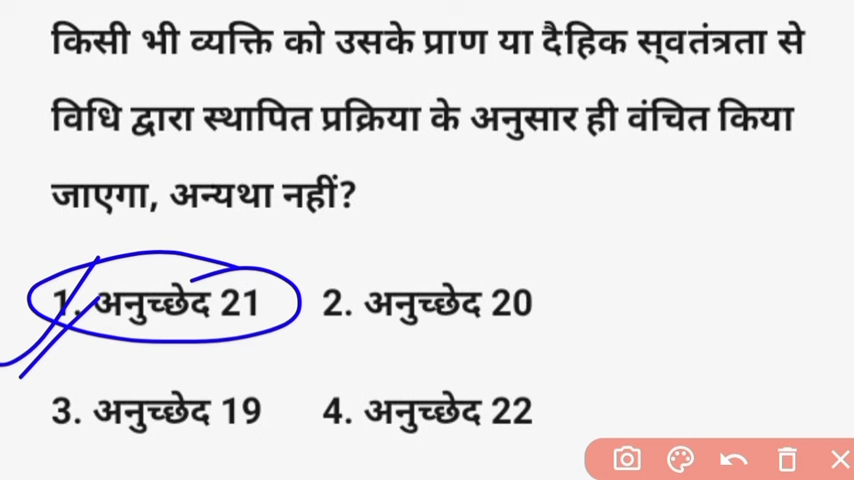 किसी भी व्यक्ति को उसके प्राण या दैहिक स्वतंत्रता से
विधि द्वारा स्थापित प्रक्रिया के अनुसार ही वंचित किया
जाएगा, अन्यथा नहीं?
1. अनुच्छेद 21 2. अनुच्छेद 20
3. अनुच्छेद 19 4. अनुच्छेद 22